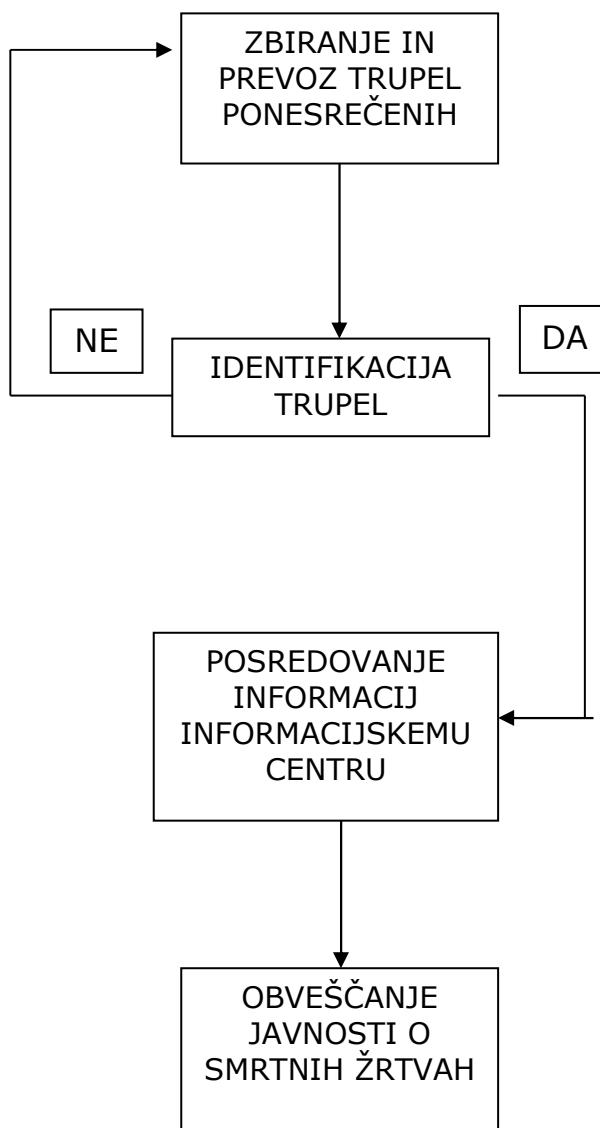 ZBIRANJE IN
PREVOZ TRUPEL
PONESREČENIH
NE
DA
IDENTIFIKACIJA
TRUPEL
POSREDOVANJE
INFORMACIJ
INFORMACIJSKEMU
CENTRU
OBVEŠČANJE
JAVNOSTI O
SMRTNIH ŽRTVAH